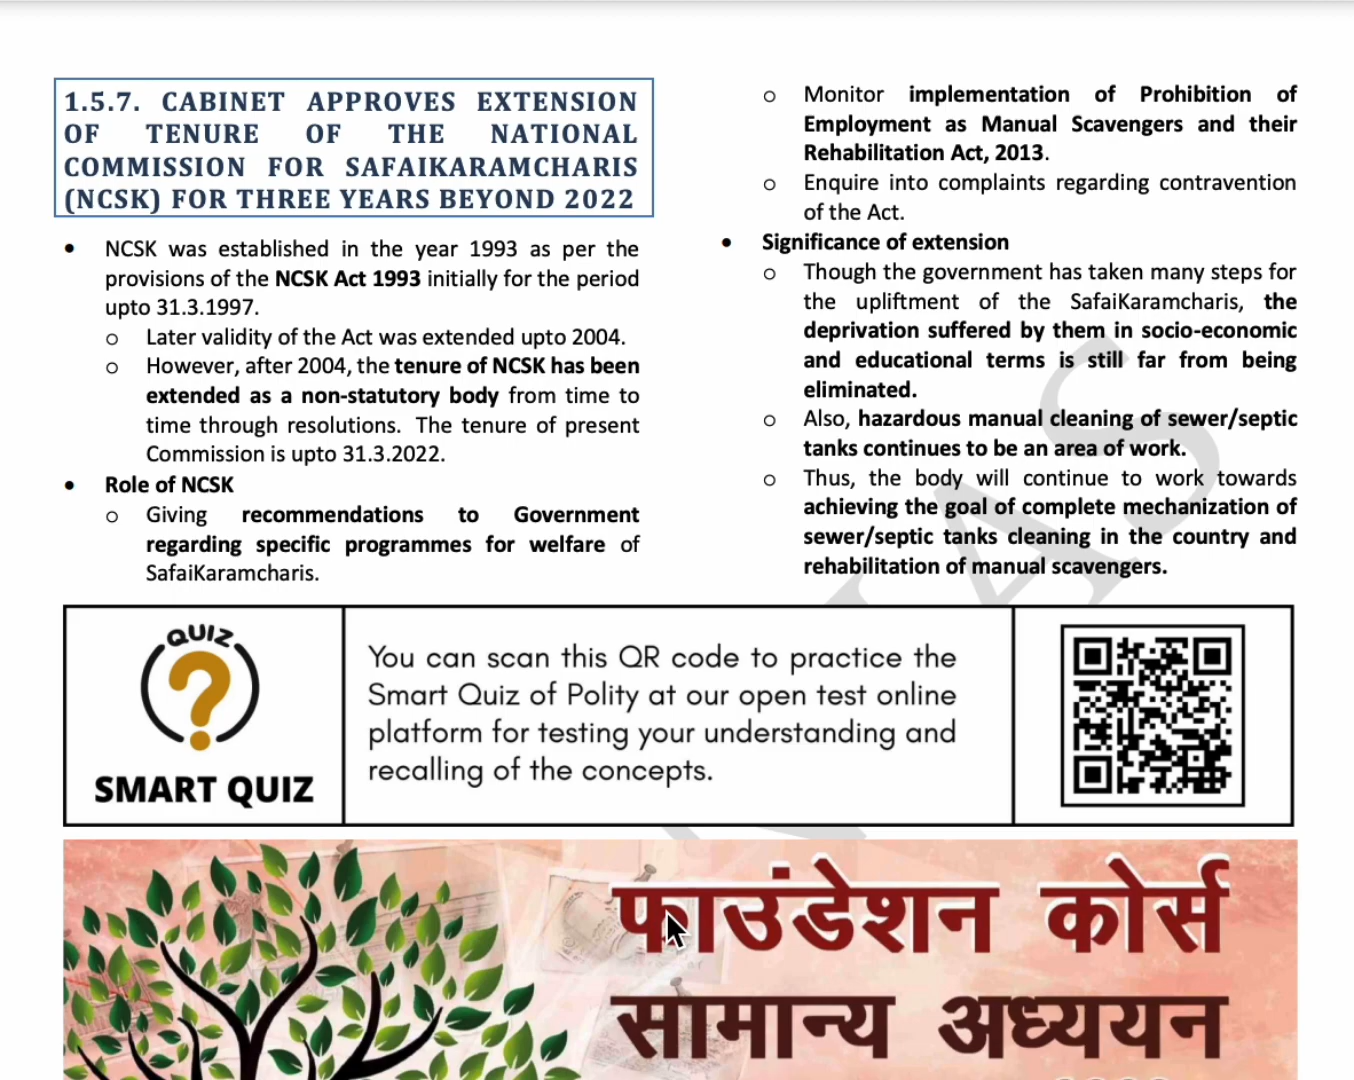 1.5.7. CABINET APPROVES EXTENSION
OF TENURE OF THE NATIONAL
COMMISSION FOR SAFAIKARAMCHARIS
(NCSK) FOR THREE YEARS BEYOND 2022
• NCSK was established in the year 1993 as per the
provisions of the NCSK Act 1993 initially for the period
upto 31.3.1997.
o Later validity of the Act was extended upto 2004.
o However, after 2004, the tenure of NCSK has been
extended as a non-statutory body from time to
time through resolutions. The tenure of present
Commission is upto 31.3.2022.
• Role of NCSK
o Giving recommendations to Government
regarding specific programmes for welfare of
SafaiKaramcharis.
o Monitor implementation of Prohibition of
Employment as Manual Scavengers and their
Rehabilitation Act, 2013.
o Enquire into complaints regarding contravention
of the Act.
• Significance of extension
o Though the government has taken many steps for
the upliftment of the SafaiKaramcharis, the
deprivation suffered by them in socio-economic
and educational terms is still far from being
eliminated.
o Also, hazardous manual cleaning of sewer/septic
tanks continues to be an area of work.
o Thus, the body will continue to work towards
achieving the goal of complete mechanization of
sewer/septic tanks cleaning in the country and
rehabilitation of manual scavengers.
QUIZ
SMART QUIZ
You can scan this QR code to practice the
Smart Quiz of Polity at our open test online
platform for testing your understanding and
recalling of the concepts.
फाउंडेशन कोर्स
सामान्य अध्ययन